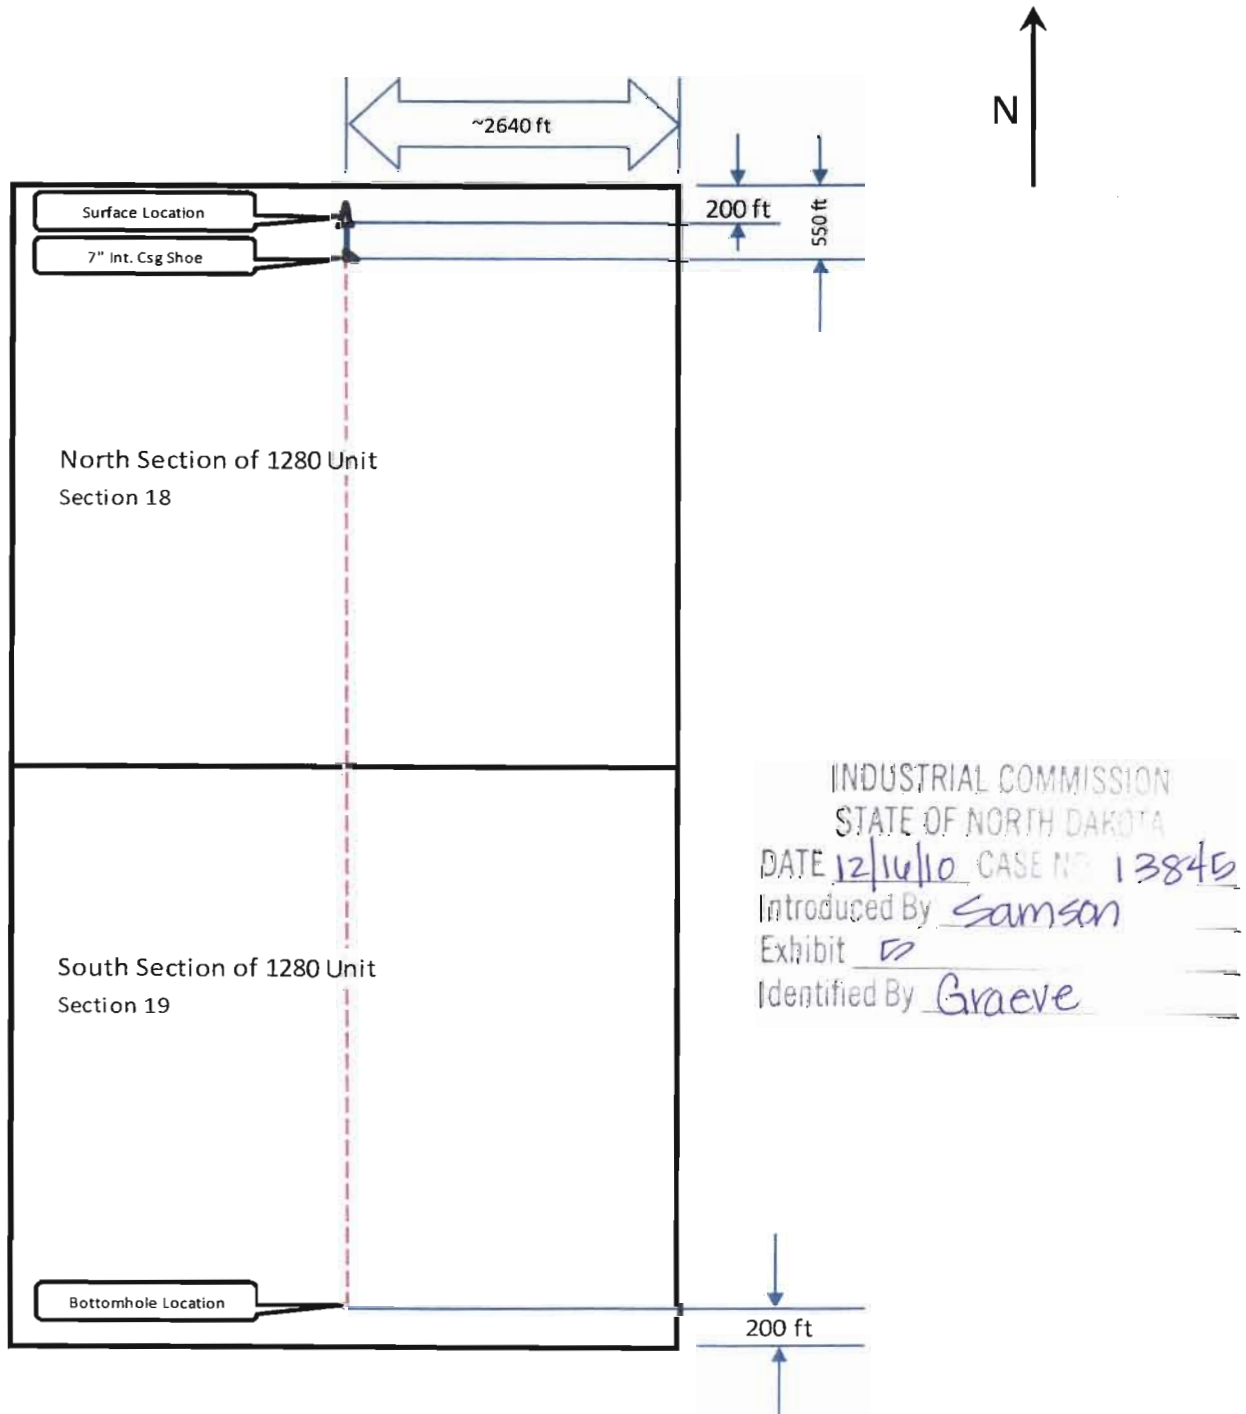 N
~2640 ft
200 ft
550 ft
Surface Location
7" Int. Csg Shoe
North Section of 1280 Unit
Section 18
INDUSTRIAL COMMISSION
STATE OF NORTH DAKOTA
DATE 12/16/10 CASE NO 13845
Introduced By Samson
Exhibit
Identified By Graeve
South Section of 1280 Unit
Section 19
Bottomhole Location
200 ft